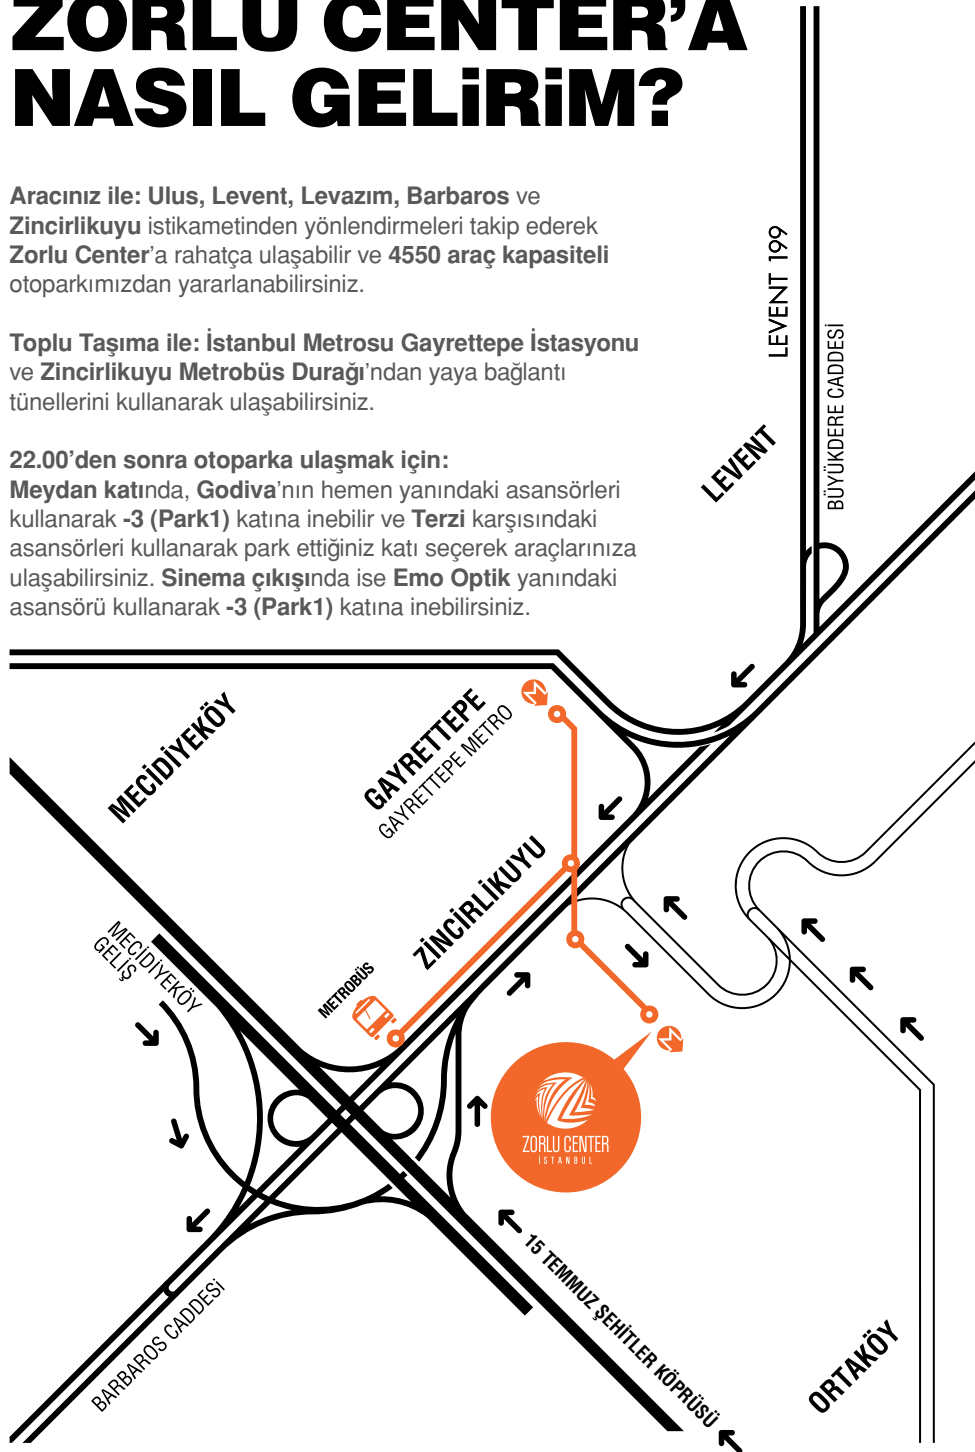 ZORLU CENTER'A
NASIL GELiRiM?
Aracınız ile: Ulus, Levent, Levazım, Barbaros ve
Zincirlikuyu istikametinden yönlendirmeleri takip ederek
Zorlu Center'a rahatça ulaşabilir ve 4550 araç kapasiteli
otoparkımızdan yararlanabilirsiniz.
Toplu Taşıma ile: İstanbul Metrosu Gayrettepe İstasyonu
ve Zincirlikuyu Metrobüs Durağı'ndan yaya bağlantı
tünellerini kullanarak ulaşabilirsiniz.
22.00'den sonra otoparka ulaşmak için:
Meydan katında, Godiva'nın hemen yanındaki asansörleri
kullanarak -3 (Park1) katına inebilir ve Terzi karşısındaki
asansörleri kullanarak park ettiğiniz katı seçerek araçlarınıza
ulaşabilirsiniz. Sinema çıkışında ise Emo Optik yanındaki
asansörü kullanarak -3 (Park1) katına inebilirsiniz.
LEVENT 199
BÜYÜKDERE CADDESİ
LEVENT
MECİDİYEKÖY
GAYRETTEPE
GAYRETTEPE METRO
M
ZİNCİRLİKUYU
MECİDİYEKÖY
GELİŞ
METROBÜS
M
ZORLU CENTER
İSTANBUL
15 TEMMUZ ŞEHİTLER KÖPRÜSÜ
BARBAROS CADDESİ
ORTAKÖY